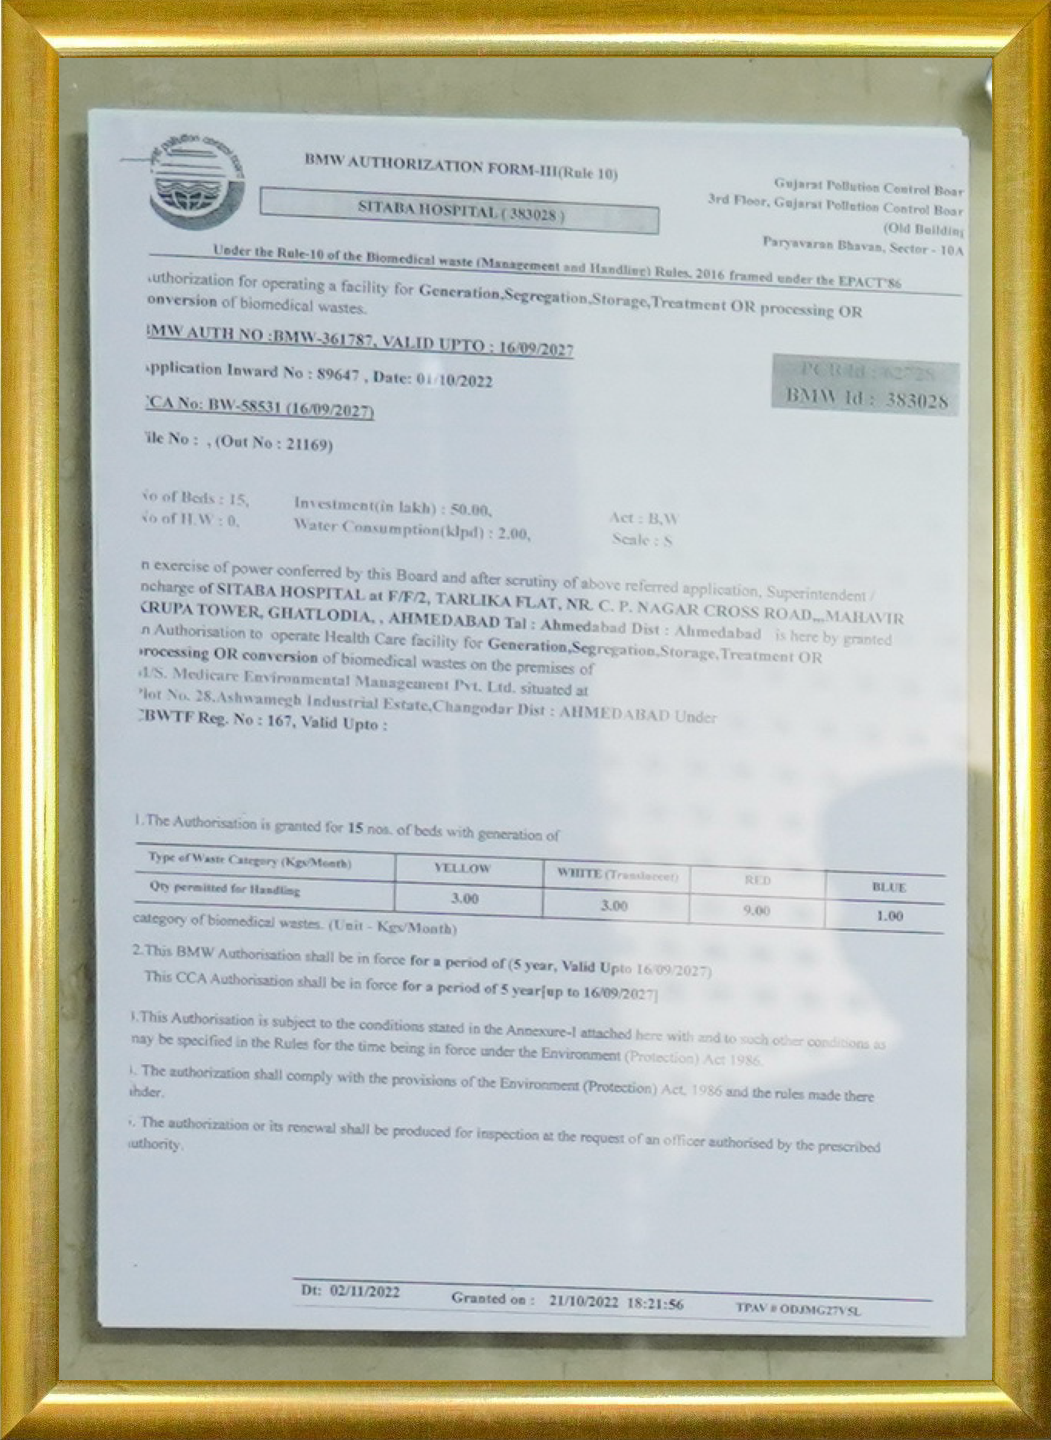 pollution control board
BMW AUTHORIZATION FORM-III(Rule 10)
SITABA HOSPITAL ( 383028 )
Gujarat Pollution Control Boar
3rd Floor, Gujarat Pollution Control Boar
(Old Building
Paryavaran Bhavan, Sector - 10A
Under the Rule-10 of the Biomedical waste (Management and Handling) Rules, 2016 framed under the EPACT'86
uthorization for operating a facility for Generation,Segregation,Storage,Treatment OR processing OR
onversion of biomedical wastes.
MW AUTH NO :BMW-361787, VALID UPTO : 16/09/2027
pplication Inward No : 89647 , Date: 01/10/2022
PCB Id : 62728
BMW Id : 383028
CA No: BW-58531 (16/09/2027)
ile No : , (Out No : 21169)
o of Beds : 15, Investment(in lakh) : 50.00, Act : B,W
o of H.W : 0, Water Consumption(klpd) : 2.00, Scale : S
n exercise of power conferred by this Board and after scrutiny of above referred application, Superintendent /
ncharge of SITABA HOSPITAL at F/F/2, TARLIKA FLAT, NR. C. P. NAGAR CROSS ROAD,,,MAHAVIR
KRUPA TOWER, GHATLODIA, , AHMEDABAD Tal : Ahmedabad Dist : Ahmedabad is here by granted
n Authorisation to operate Health Care facility for Generation,Segregation,Storage,Treatment OR
rocessing OR conversion of biomedical wastes on the premises of
/S. Medicare Environmental Management Pvt. Ltd. situated at
lot No. 28,Ashwamegh Industrial Estate,Changodar Dist : AHMEDABAD Under
CBWTF Reg. No : 167, Valid Upto :
1.The Authorisation is granted for 15 nos. of beds with generation of
Type of Waste Category (Kgs/Month) YELLOW WHITE (Translucent) RED BLUE
Qty permitted for Handling 3.00 3.00 9.00 1.00
category of biomedical wastes. (Unit - Kgs/Month)
2.This BMW Authorisation shall be in force for a period of (5 year, Valid Upto 16/09/2027)
This CCA Authorisation shall be in force for a period of 5 year[up to 16/09/2027]
.This Authorisation is subject to the conditions stated in the Annexure-I attached here with and to such other conditions as
may be specified in the Rules for the time being in force under the Environment (Protection) Act 1986.
. The authorization shall comply with the provisions of the Environment (Protection) Act, 1986 and the rules made there
under.
. The authorization or its renewal shall be produced for inspection at the request of an officer authorised by the prescribed
uthority.
Dt: 02/11/2022 Granted on : 21/10/2022 18:21:56 TPAV # ODJMG27V5L